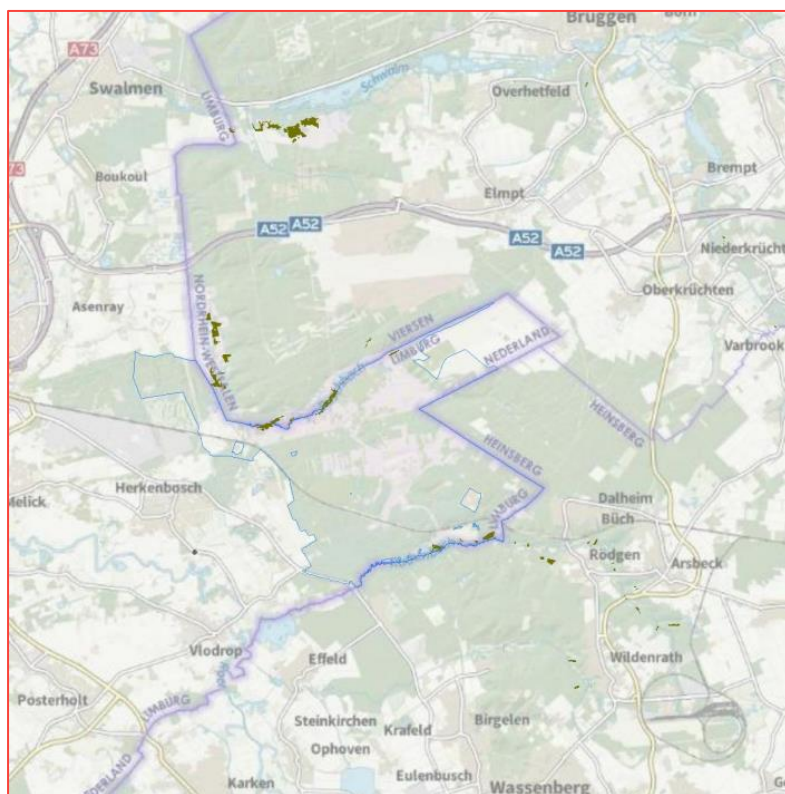 Bruggen
A73
Swalmen
Schwalm
Overhetfeld
LIMBURG
73
Boukoul
Brempt
Elmpt
A52
A52
A52
A52
Niederkrücht
Asenray
Oberkrüchten
NORDRHEIN-WESTFALEN
VIERSEN
LIMBURG
NEDERLAND
Varbrook
HEINSBERG
HEINSBERG
Melick
Herkenbosch
LIMBURG
Dalheim
Büch
Rödgen
Arsbeck
Vlodrop
Effeld
Wildenrath
Posterholt
LIMBURG
Steinkirchen
Krafeld
Birgelen
Ophoven
NEDERLAND
Karken
Eulenbusch
Wassenberg
Ge